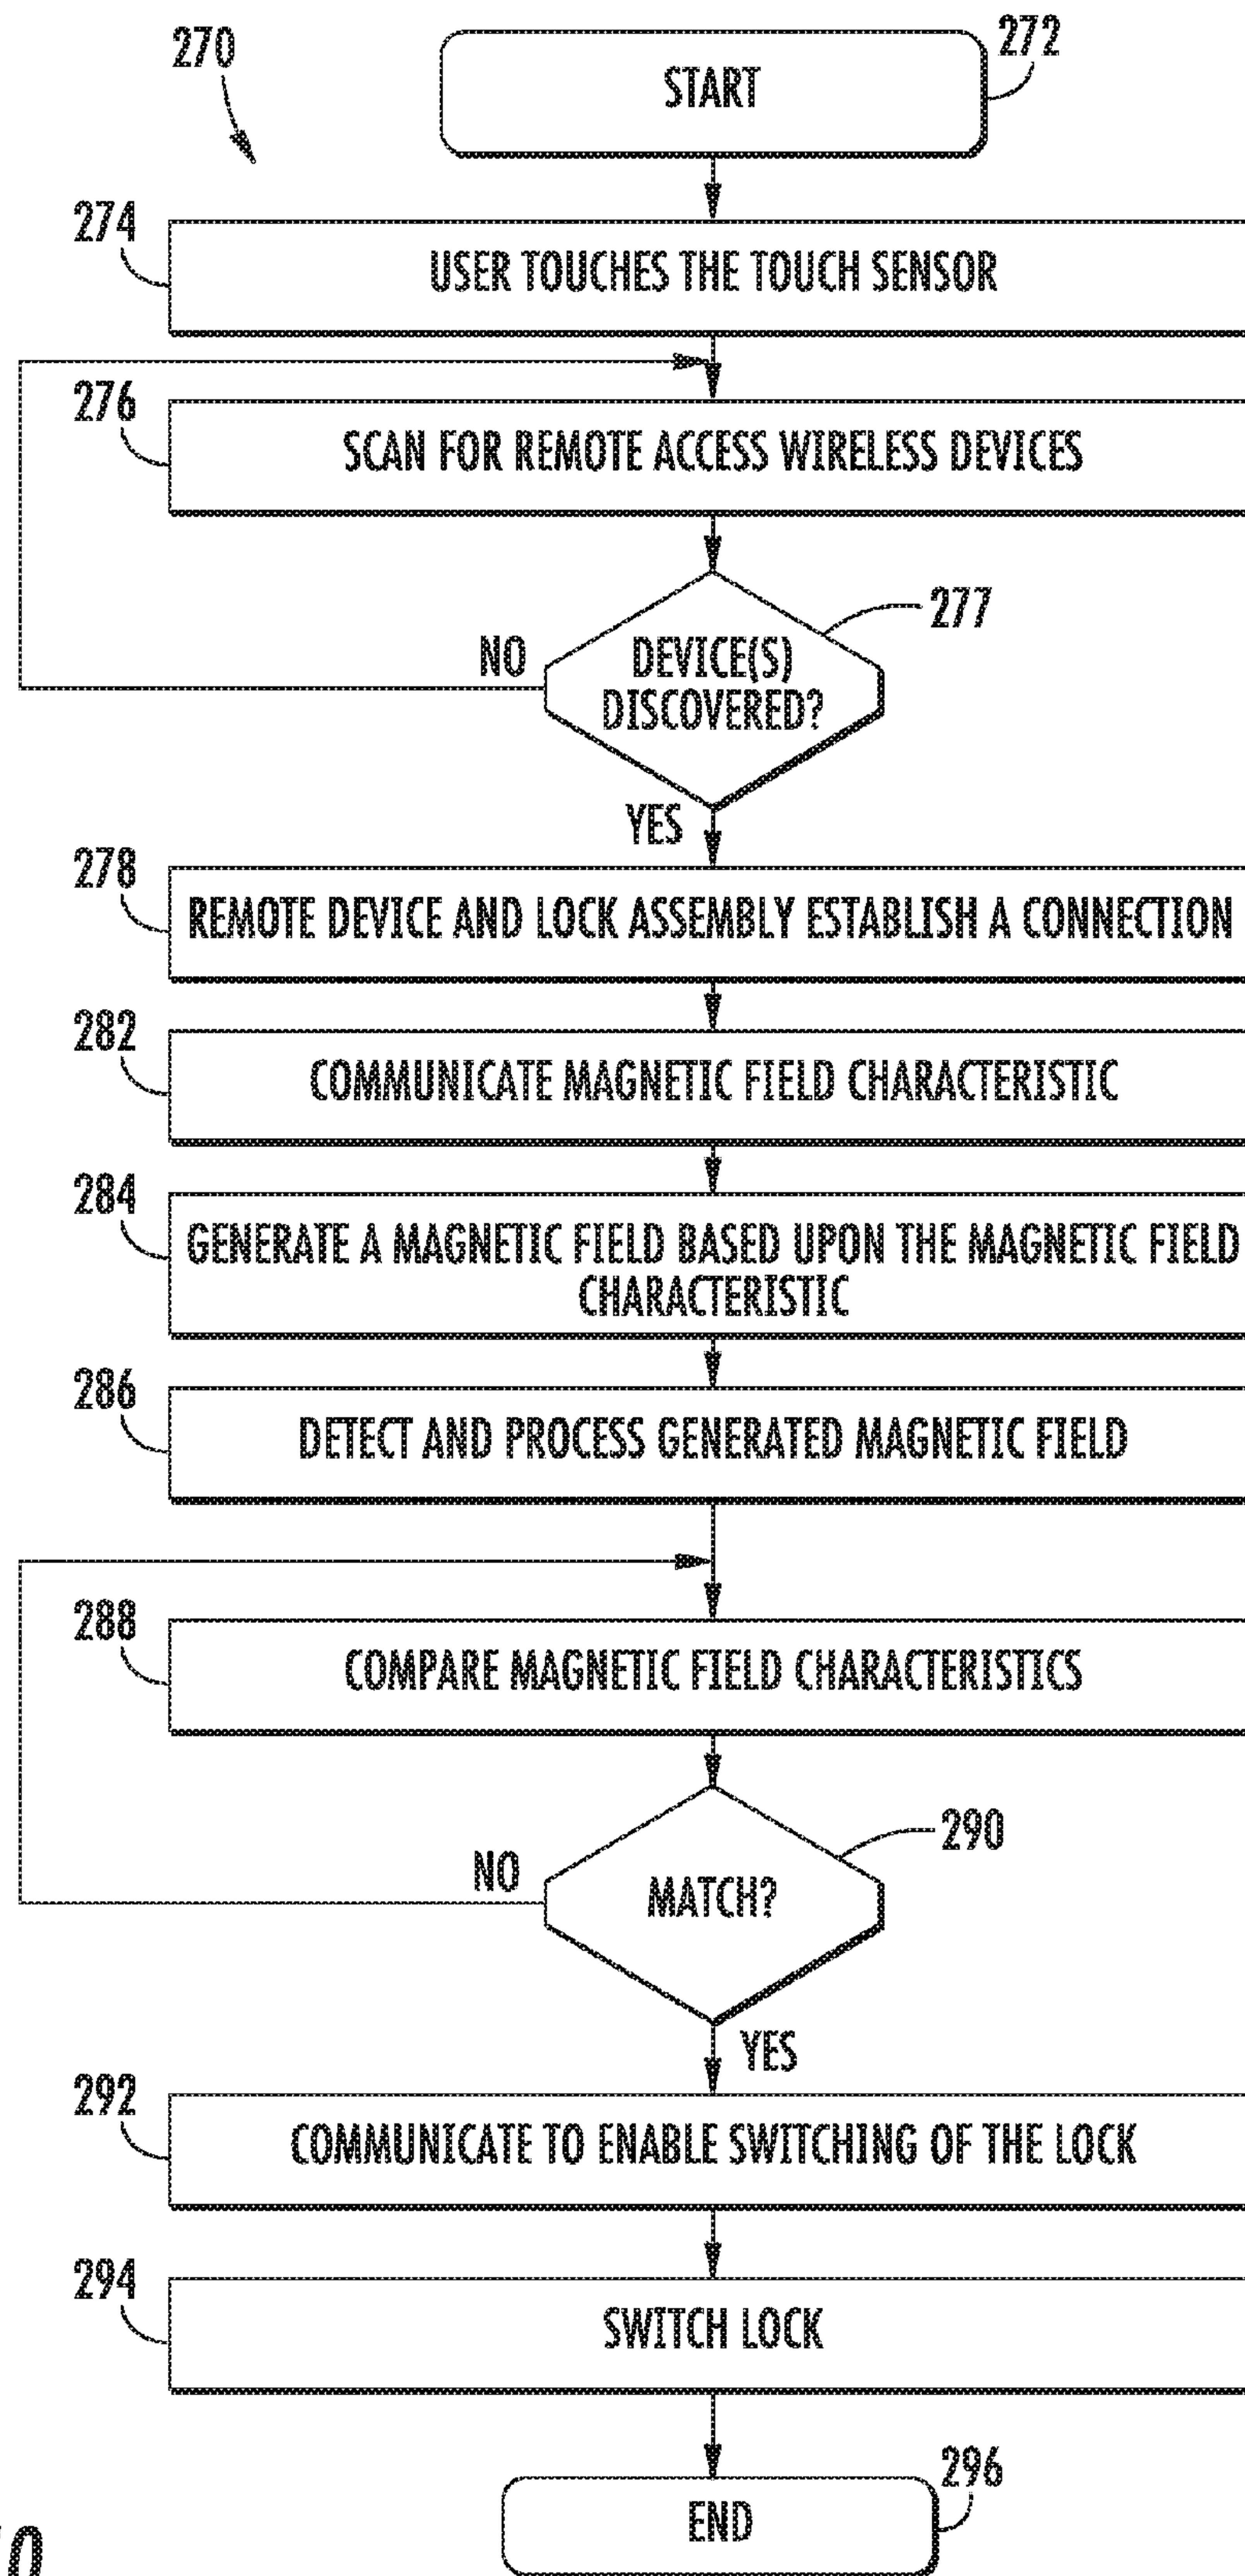 270
START
272
274
USER TOUCHES THE TOUCH SENSOR
276
SCAN FOR REMOTE ACCESS WIRELESS DEVICES
277
NO
DEVICE(S)
DISCOVERED?
YES
278
REMOTE DEVICE AND LOCK ASSEMBLY ESTABLISH A CONNECTION
282
COMMUNICATE MAGNETIC FIELD CHARACTERISTIC
284
GENERATE A MAGNETIC FIELD BASED UPON THE MAGNETIC FIELD
CHARACTERISTIC
286
DETECT AND PROCESS GENERATED MAGNETIC FIELD
288
COMPARE MAGNETIC FIELD CHARACTERISTICS
290
NO
MATCH?
YES
292
COMMUNICATE TO ENABLE SWITCHING OF THE LOCK
294
SWITCH LOCK
296
END